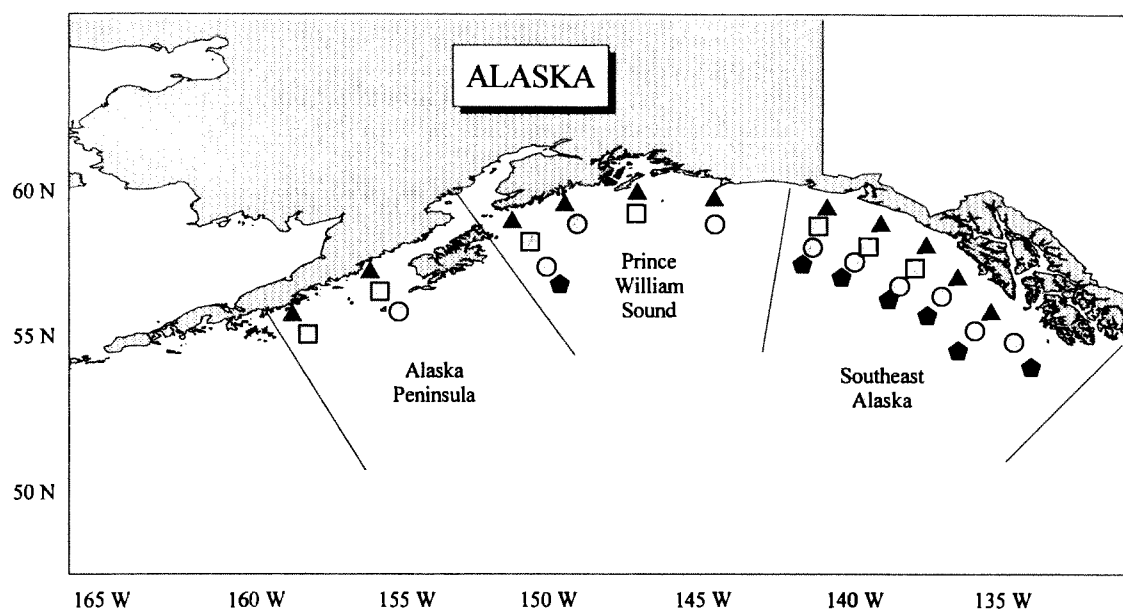 ALASKA
60 N
Prince
William
Sound
55 N
Alaska
Peninsula
Southeast
Alaska
50 N
165 W 160 W 155 W 150 W 145 W 140 W 135 W